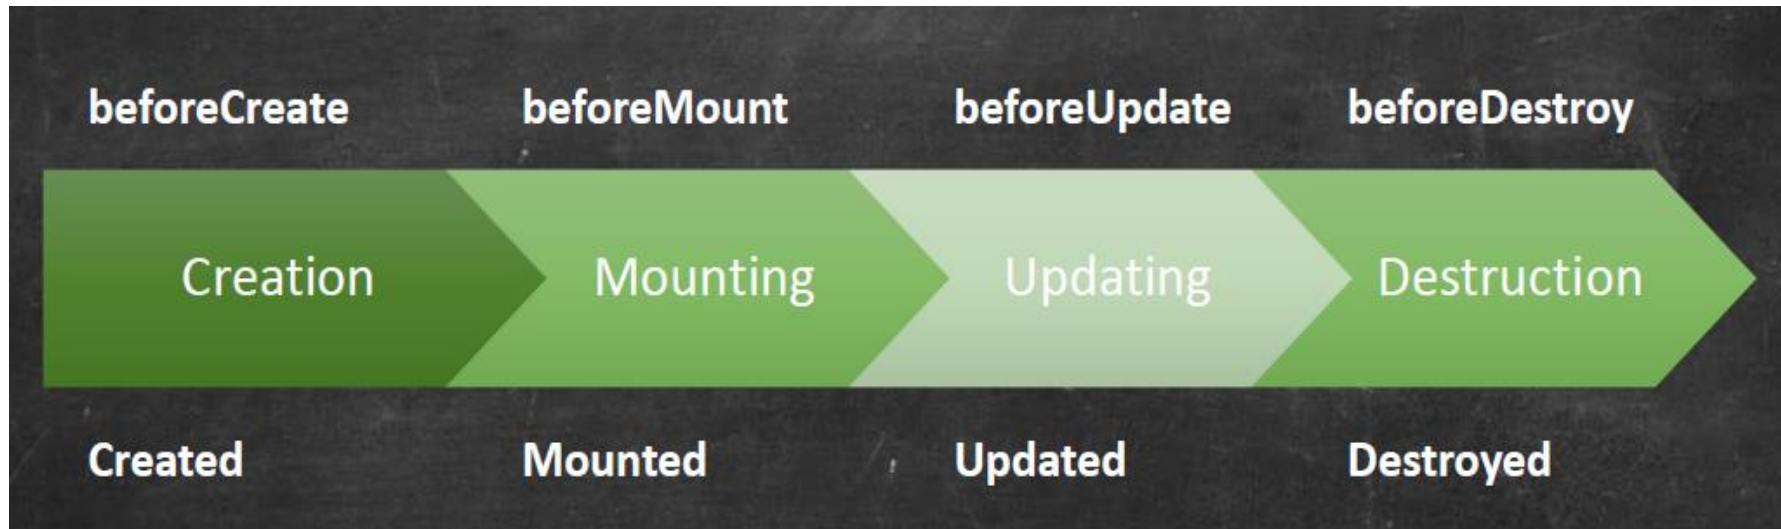 beforeCreate beforeMount beforeUpdate beforeDestroy
Creation Mounting Updating Destruction
Created Mounted Updated Destroyed